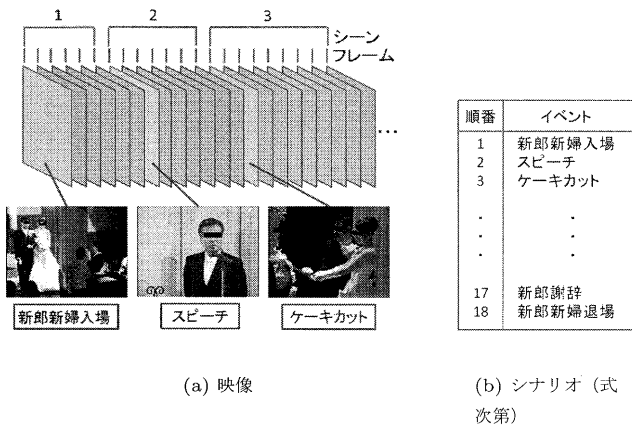 1 2 3
シーン
フレーム
...
新郎新婦入場 スピーチ ケーキカット
(a) 映像
順番 イベント
1 新郎新婦入場
2 スピーチ
3 ケーキカット
. .
. .
. .
17 新郎謝辞
18 新郎新婦退場
(b) シナリオ（式
次第）